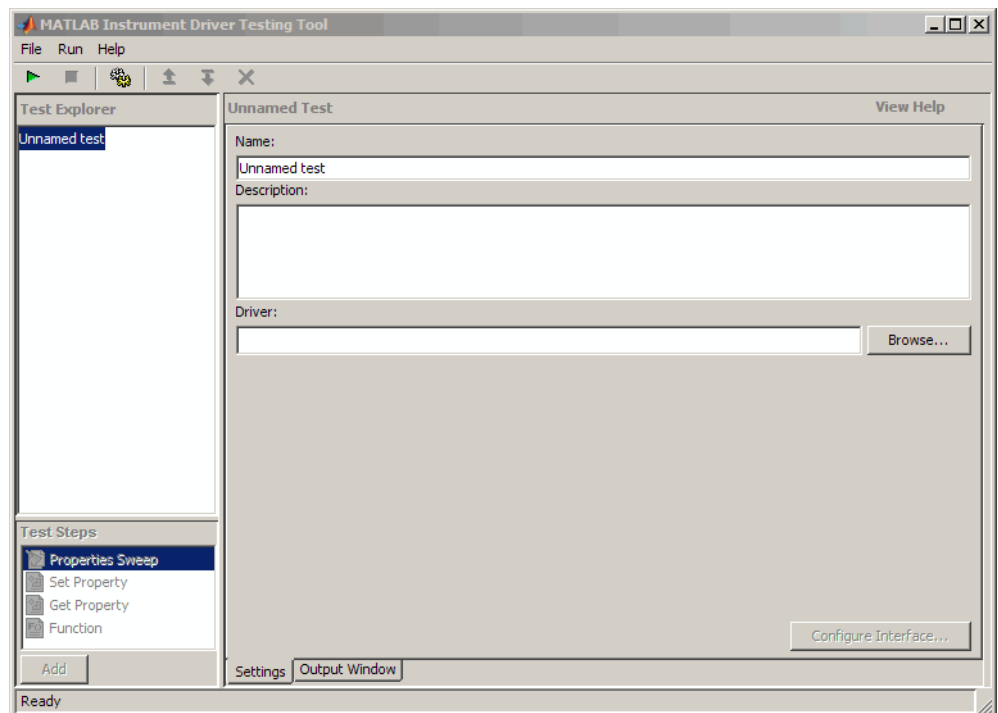 MATLAB Instrument Driver Testing Tool
File Run Help
Test Explorer
Unnamed test
Unnamed Test
View Help
Name:
Unnamed test
Description:
Driver:
Browse...
Test Steps
Properties Sweep
Set Property
Get Property
Function
Add
Configure Interface...
Settings
Output Window
Ready